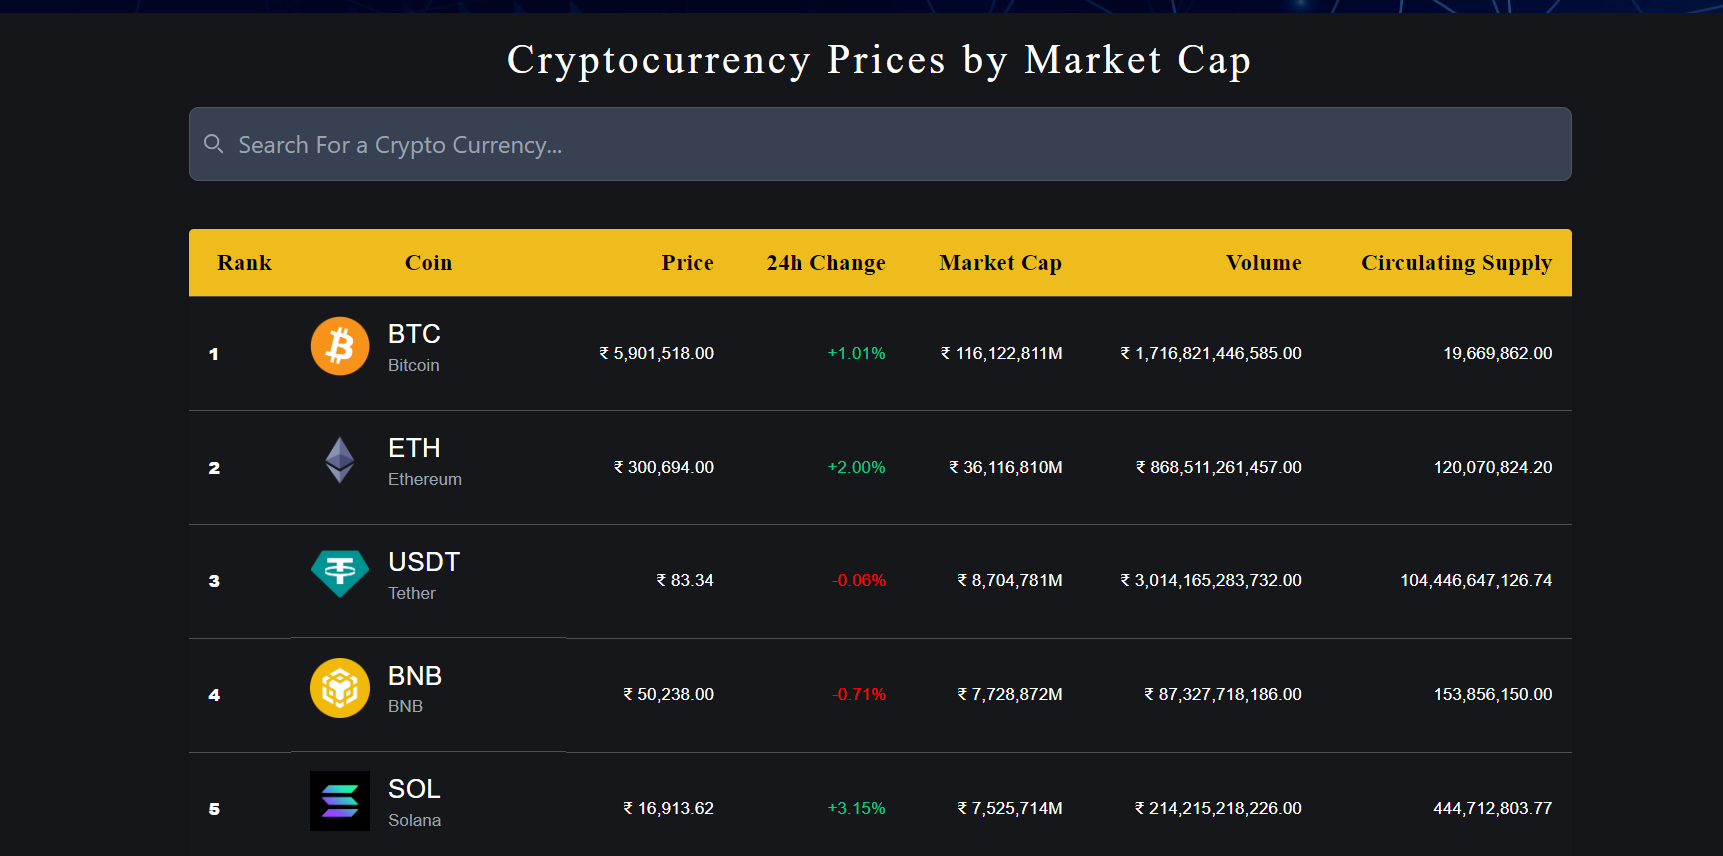 Cryptocurrency Prices by Market Cap
Search For a Crypto Currency...
Rank Coin Price 24h Change Market Cap Volume Circulating Supply
1 BTC Bitcoin ₹ 5,901,518.00 +1.01% ₹ 116,122,811M ₹ 1,716,821,446,585.00 19,669,862.00
2 ETH Ethereum ₹ 300,694.00 +2.00% ₹ 36,116,810M ₹ 868,511,261,457.00 120,070,824.20
3 USDT Tether ₹ 83.34 -0.06% ₹ 8,704,781M ₹ 3,014,165,283,732.00 104,446,647,126.74
4 BNB BNB ₹ 50,238.00 -0.71% ₹ 7,728,872M ₹ 87,327,718,186.00 153,856,150.00
5 SOL Solana ₹ 16,913.62 +3.15% ₹ 7,525,714M ₹ 214,215,218,226.00 444,712,803.77